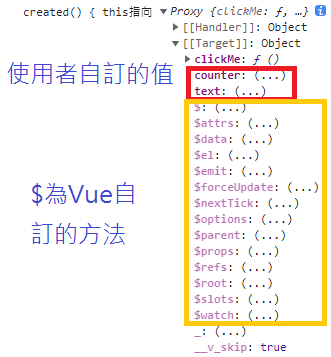 created() { this指向 ▼ Proxy {clickMe: ƒ, …} ⓘ
▶ [[Handler]]: Object
▼ [[Target]]: Object
▶ clickMe: ƒ ()
使用者自訂的值
counter: (...)
text: (...)
$: (...)
$attrs: (...)
$data: (...)
$el: (...)
$emit: (...)
$forceUpdate: (...)
$nextTick: (...)
$options: (...)
$為Vue自
訂的方法
$parent: (...)
$props: (...)
$refs: (...)
$root: (...)
$slots: (...)
$watch: (...)
_: (...)
__v_skip: true